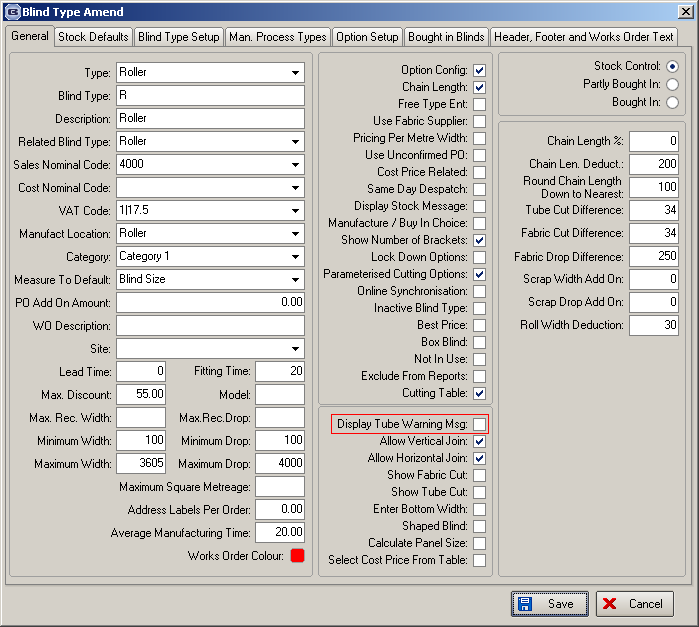 Blind Type Amend
General Stock Defaults Blind Type Setup Man. Process Types Option Setup Bought in Blinds Header, Footer and Works Order Text
Type: Roller
Blind Type: R
Description: Roller
Related Blind Type: Roller
Sales Nominal Code: 4000
Cost Nominal Code:
VAT Code: 1|17.5
Manufact Location: Roller
Category: Category 1
Measure To Default: Blind Size
PO Add On Amount: 0.00
WO Description:
Site:
Lead Time: 0 Fitting Time: 20
Max. Discount: 55.00 Model:
Max. Rec. Width: Max.Rec.Drop:
Minimum Width: 100 Minimum Drop: 100
Maximum Width: 3605 Maximum Drop: 4000
Maximum Square Metreage:
Address Labels Per Order: 0.00
Average Manufacturing Time: 20.00
Works Order Colour:
Option Config:
Chain Length:
Free Type Ent:
Use Fabric Supplier:
Pricing Per Metre Width:
Use Unconfirmed PO:
Cost Price Related:
Same Day Despatch:
Display Stock Message:
Manufacture / Buy In Choice:
Show Number of Brackets:
Lock Down Options:
Parameterised Cutting Options:
Online Synchronisation:
Inactive Blind Type:
Best Price:
Box Blind:
Not In Use:
Exclude From Reports:
Cutting Table:
Display Tube Warning Msg:
Allow Vertical Join:
Allow Horizontal Join:
Show Fabric Cut:
Show Tube Cut:
Enter Bottom Width:
Shaped Blind:
Calculate Panel Size:
Select Cost Price From Table:
Stock Control:
Partly Bought In:
Bought In:
Chain Length %: 0
Chain Len. Deduct.: 200
Round Chain Length
Down to Nearest: 100
Tube Cut Difference: 34
Fabric Cut Difference: 34
Fabric Drop Difference: 250
Scrap Width Add On: 0
Scrap Drop Add On: 0
Roll Width Deduction: 30
Save Cancel